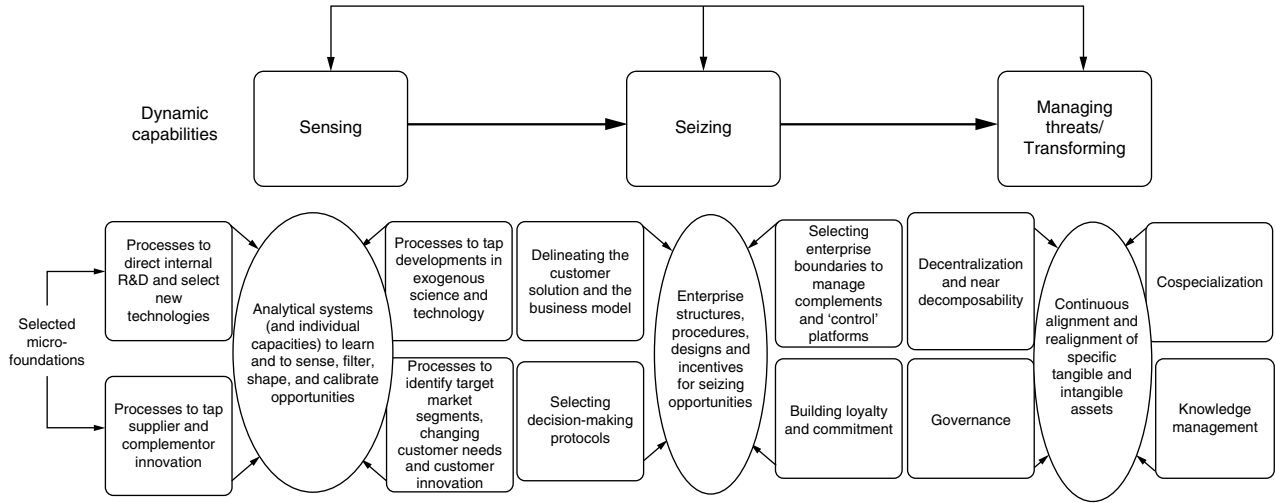 Dynamic
capabilities
Sensing
Seizing
Managing
threats/
Transforming
Selected
micro-
foundations
Processes to
direct internal
R&D and select
new
technologies
Processes to tap
supplier and
complementor
innovation
Analytical systems
(and individual
capacities) to learn
and to sense, filter,
shape, and calibrate
opportunities
Processes to tap
developments in
exogenous
science and
technology
Processes to
identify target
market
segments,
changing
customer needs
and customer
innovation
Delineating the
customer
solution and the
business model
Selecting
decision-making
protocols
Enterprise
structures,
procedures,
designs and
incentives
for seizing
opportunities
Selecting
enterprise
boundaries to
manage
complements
and ‘control’
platforms
Building loyalty
and commitment
Decentralization
and near
decomposability
Governance
Continuous
alignment and
realignment of
specific
tangible and
intangible
assets
Cospecialization
Knowledge
management